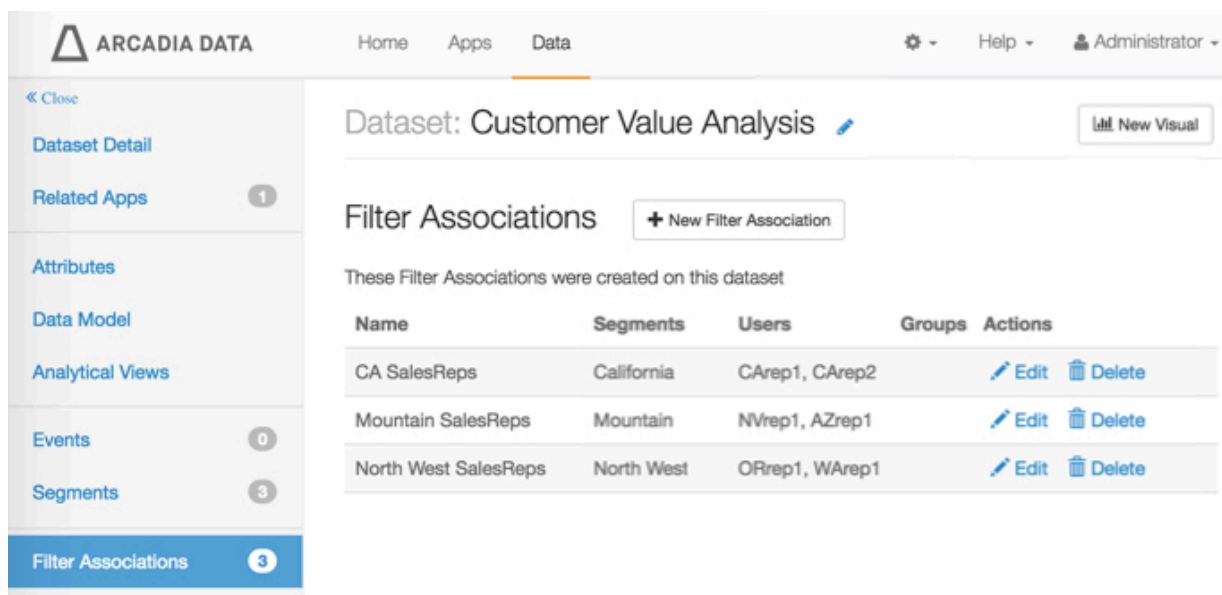 ARCADIA DATA Home Apps Data Help Administrator
« Close
Dataset Detail
Related Apps 1
Attributes
Data Model
Analytical Views
Events 0
Segments 3
Filter Associations 3
Dataset: Customer Value Analysis New Visual
Filter Associations + New Filter Association
These Filter Associations were created on this dataset
Name Segments Users Groups Actions
CA SalesReps California CArep1, CArep2 Edit Delete
Mountain SalesReps Mountain NVrep1, AZrep1 Edit Delete
North West SalesReps North West ORrep1, WArep1 Edit Delete